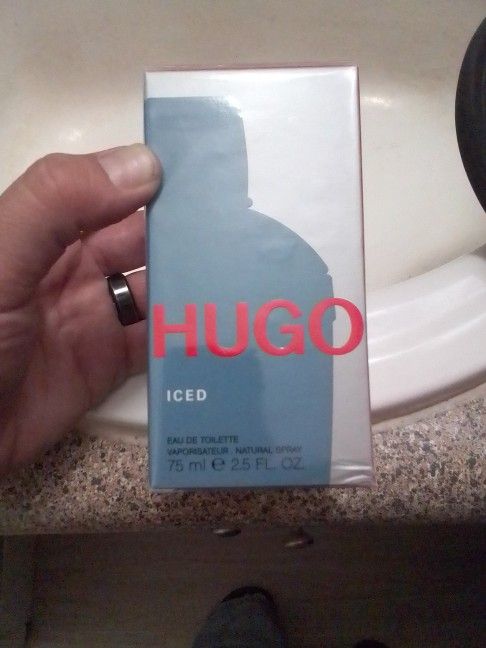 HUGO
ICED
EAU DE TOILETTE
VAPORISATEUR . NATURAL SPRAY
75 ml ℮ 2.5 FL. OZ.